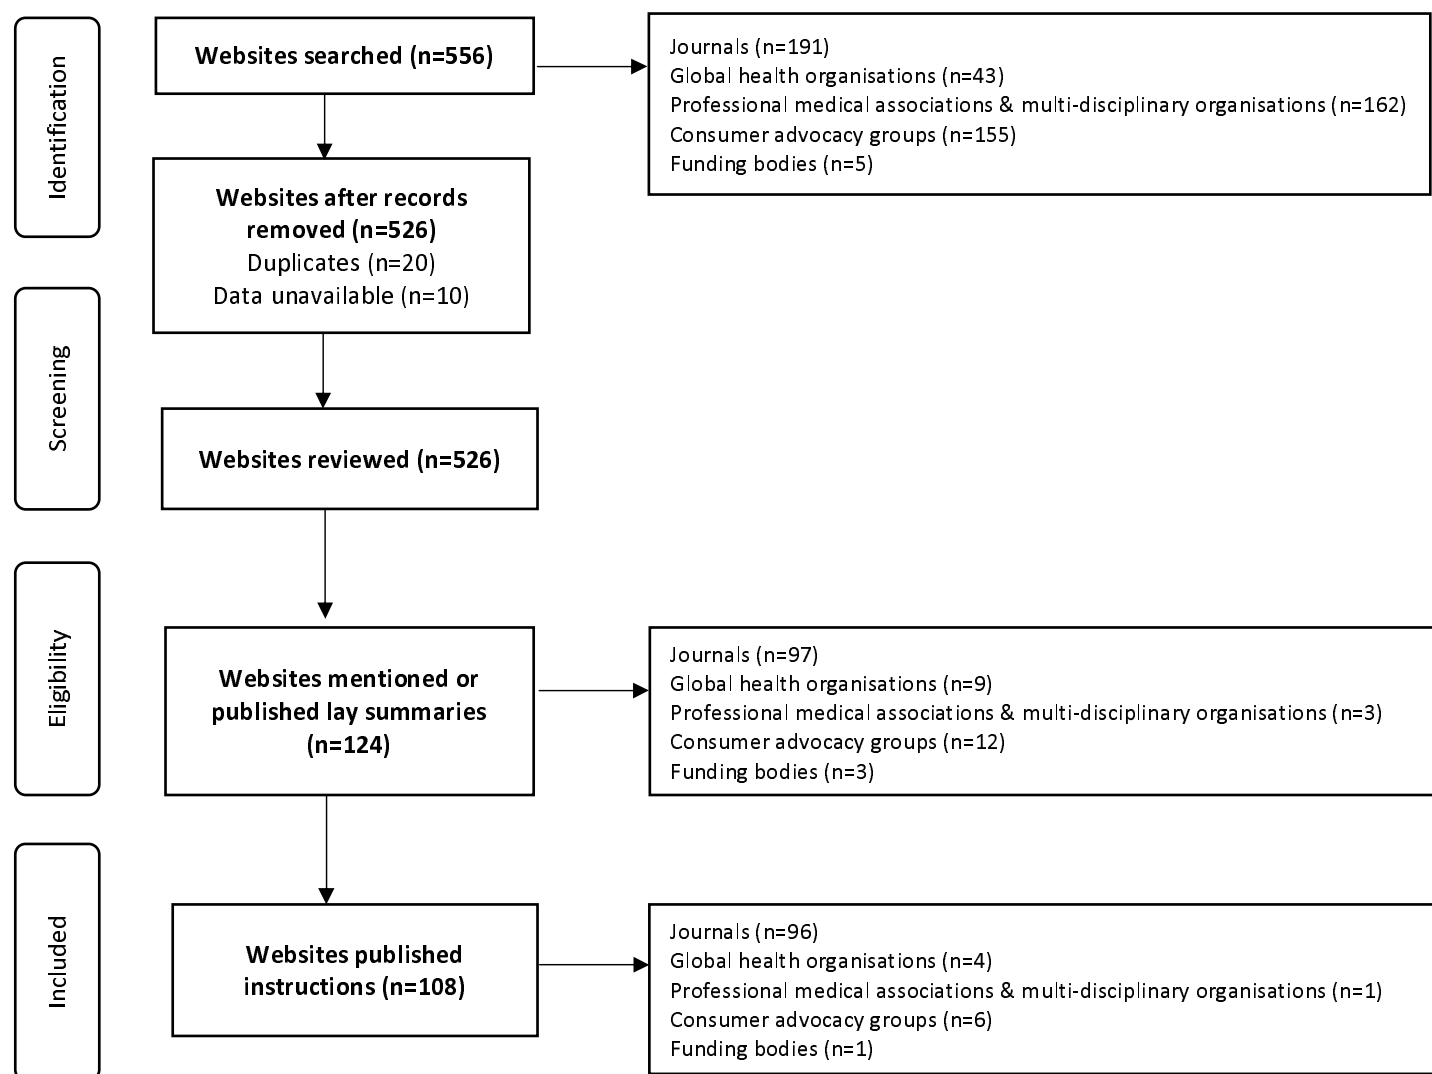 Identification
Websites searched (n=556)
Journals (n=191)
Global health organisations (n=43)
Professional medical associations & multi-disciplinary organisations (n=162)
Consumer advocacy groups (n=155)
Funding bodies (n=5)
Websites after records
removed (n=526)
Duplicates (n=20)
Data unavailable (n=10)
Screening
Websites reviewed (n=526)
Eligibility
Websites mentioned or
published lay summaries
(n=124)
Journals (n=97)
Global health organisations (n=9)
Professional medical associations & multi-disciplinary organisations (n=3)
Consumer advocacy groups (n=12)
Funding bodies (n=3)
Included
Websites published
instructions (n=108)
Journals (n=96)
Global health organisations (n=4)
Professional medical associations & multi-disciplinary organisations (n=1)
Consumer advocacy groups (n=6)
Funding bodies (n=1)